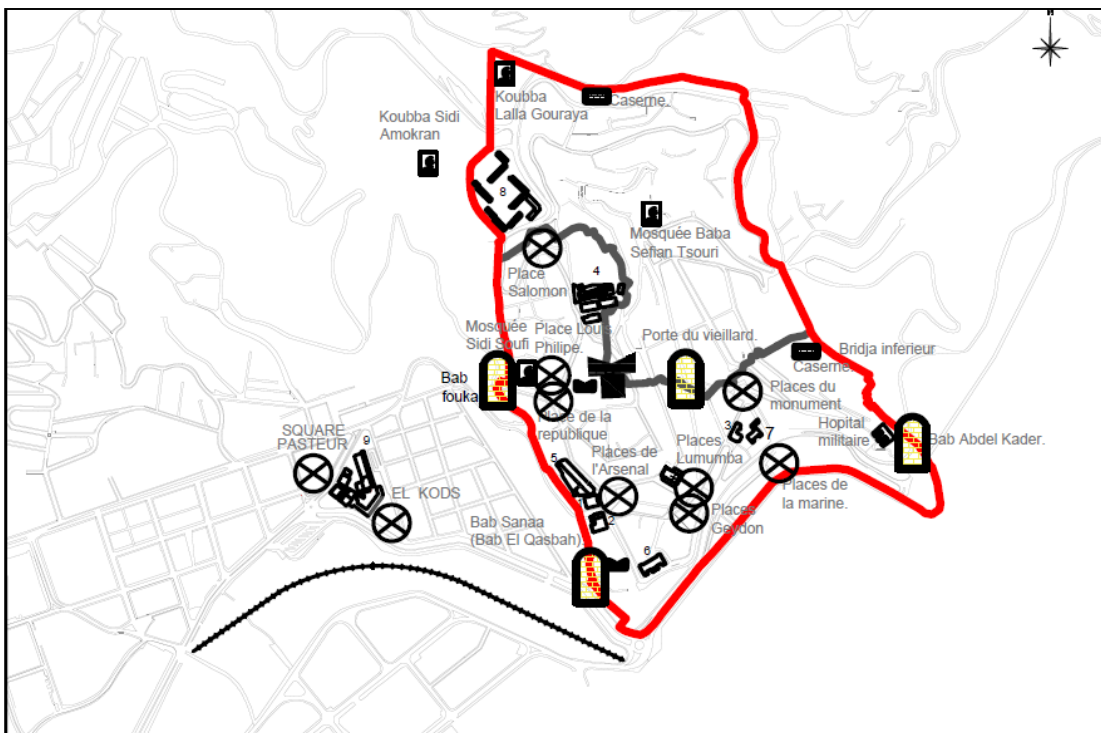 Koubba
Lalla Gouraya
Caserne.
Koubba Sidi
Amokran
8
Mosquée Baba
Sefian Tsouri
Place
Salomon
4
Mosquée
Sidi Soufi
Place Louis
Philipe.
Porte du vieillard.
Bridja inferieur
Caserne
Bab
fouka
Places du
monument
Place de la
republique
Hopital
militaire
Bab Abdel Kader.
SQUARE
PASTEUR
9
3
7
5
Places de
l'Arsenal
Places
Lumumba
Places de
la marine.
EL KODS
1
2
Places
Geydon
Bab Sanaa
(Bab El Qasbah)
6